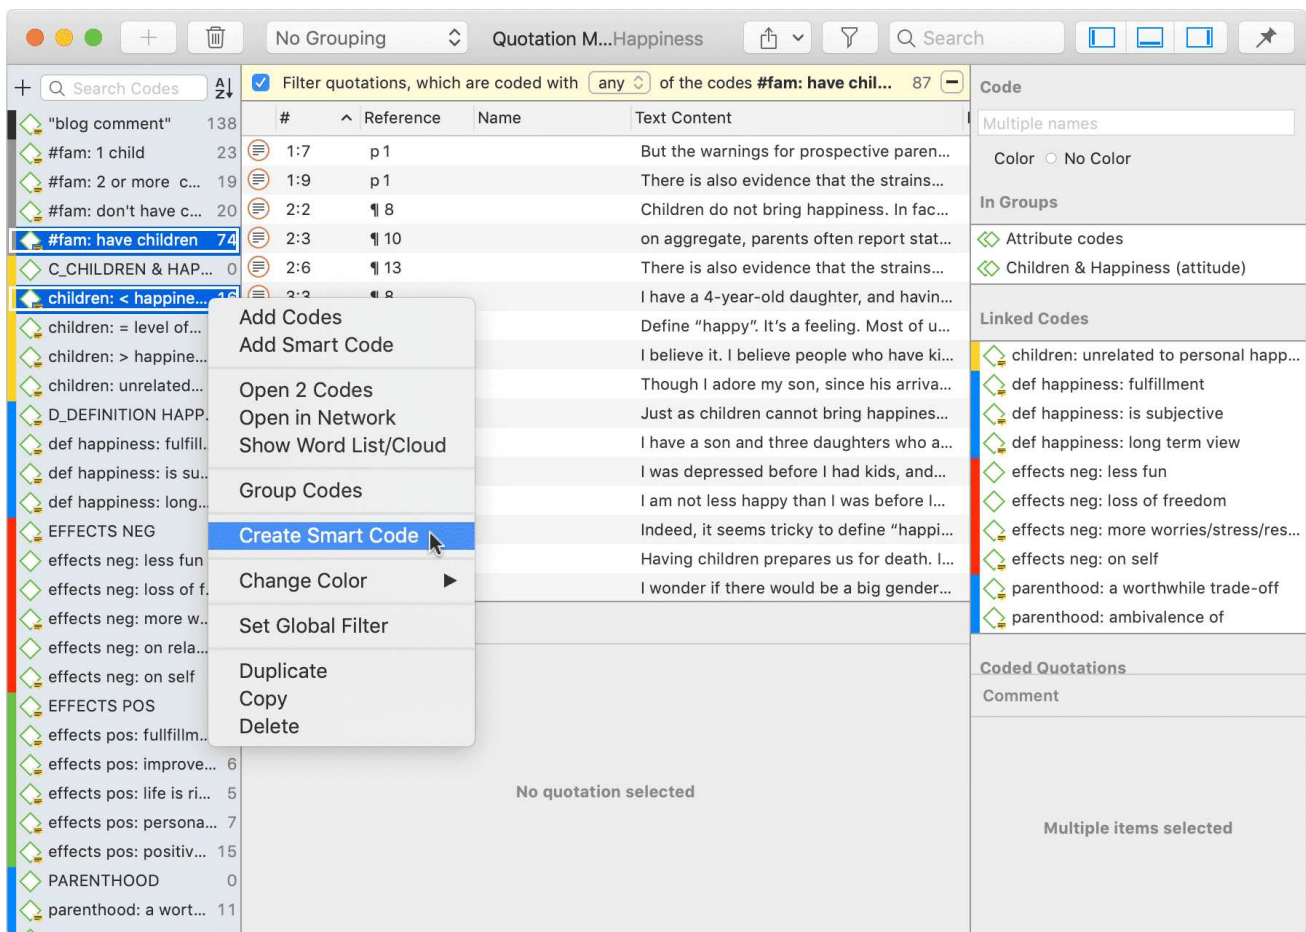 No Grouping
Quotation M...Happiness
Search
Search Codes
A
Z
"blog comment" 138
#fam: 1 child 23
#fam: 2 or more c... 19
#fam: don't have c... 20
#fam: have children 74
C_CHILDREN & HAP... 0
children: < happine... 16
children: = level of...
children: > happine...
children: unrelated...
D_DEFINITION HAPP.
def happiness: fulfill.
def happiness: is su..
def happiness: long...
EFFECTS NEG
effects neg: less fun
effects neg: loss of f.
effects neg: more w..
effects neg: on rela...
effects neg: on self
EFFECTS POS
effects pos: fullfillm..
effects pos: improve... 6
effects pos: life is ri... 5
effects pos: persona... 7
effects pos: positiv... 15
PARENTHOOD 0
parenthood: a wort... 11
Filter quotations, which are coded with any of the codes #fam: have chil... 87
# Reference Name Text Content
1:7 p 1 But the warnings for prospective paren...
1:9 p 1 There is also evidence that the strains...
2:2 ¶ 8 Children do not bring happiness. In fac...
2:3 ¶ 10 on aggregate, parents often report stat...
2:6 ¶ 13 There is also evidence that the strains...
3:3 ¶ 8 I have a 4-year-old daughter, and havin...
Define “happy”. It’s a feeling. Most of u...
I believe it. I believe people who have ki...
Though I adore my son, since his arriva...
Just as children cannot bring happines...
I have a son and three daughters who a...
I was depressed before I had kids, and...
I am not less happy than I was before I...
Indeed, it seems tricky to define “happi...
Having children prepares us for death. I...
I wonder if there would be a big gender...
Add Codes
Add Smart Code
Open 2 Codes
Open in Network
Show Word List/Cloud
Group Codes
Create Smart Code
Change Color
Set Global Filter
Duplicate
Copy
Delete
No quotation selected
Code
Multiple names
Color No Color
In Groups
Attribute codes
Children & Happiness (attitude)
Linked Codes
children: unrelated to personal happ...
def happiness: fulfillment
def happiness: is subjective
def happiness: long term view
effects neg: less fun
effects neg: loss of freedom
effects neg: more worries/stress/res...
effects neg: on self
parenthood: a worthwhile trade-off
parenthood: ambivalence of
Coded Quotations
Comment
Multiple items selected